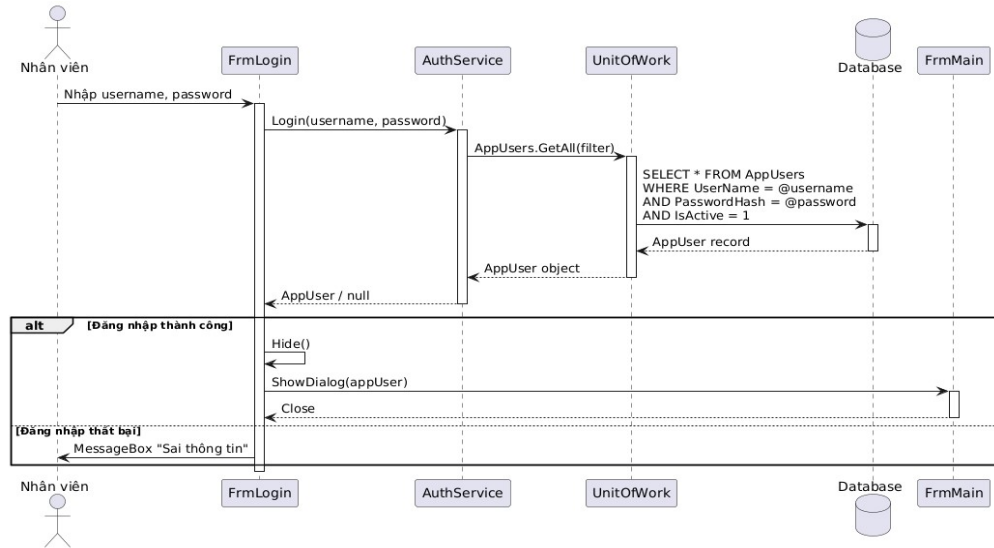 Nhân viên
FrmLogin
AuthService
UnitOfWork
Database
FrmMain
Nhập username, password
Login(username, password)
AppUsers.GetAll(filter)
SELECT * FROM AppUsers
WHERE UserName = @username
AND PasswordHash = @password
AND IsActive = 1
AppUser record
AppUser object
AppUser / null
alt
[Đăng nhập thành công]
Hide()
ShowDialog(appUser)
Close
[Đăng nhập thất bại]
MessageBox "Sai thông tin"
Nhân viên
FrmLogin
AuthService
UnitOfWork
Database
FrmMain